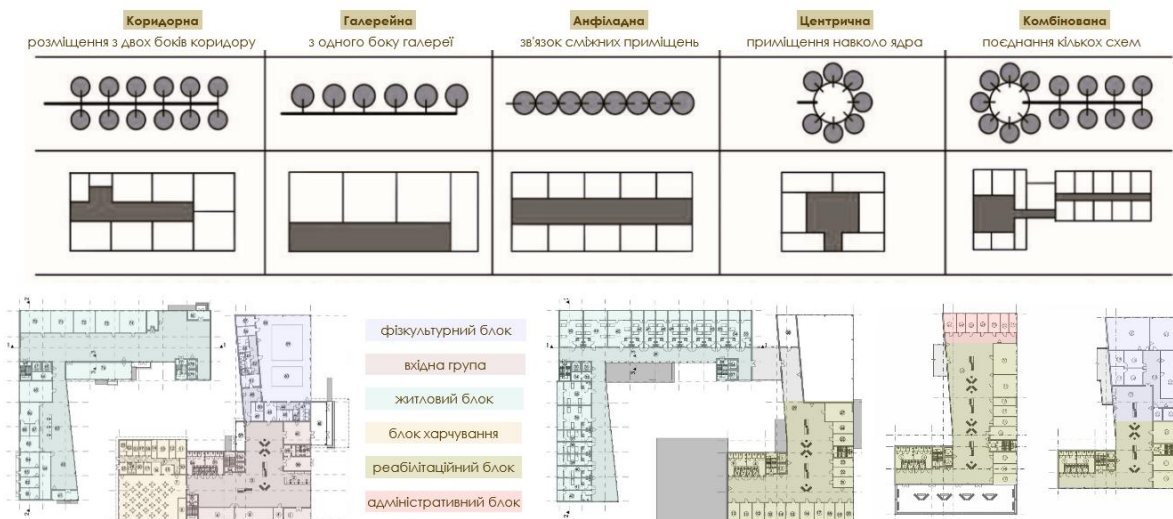 Коридорна
розміщення з двох боків коридору
Галерейна
з одного боку галереї
Анфіладна
зв'язок сміжних приміщень
Центрична
приміщення навколо ядра
Комбінована
поєднання кількох схем
фізкультурний блок
вхідна група
житловий блок
блок харчування
реабілітаційний блок
адміністративний блок